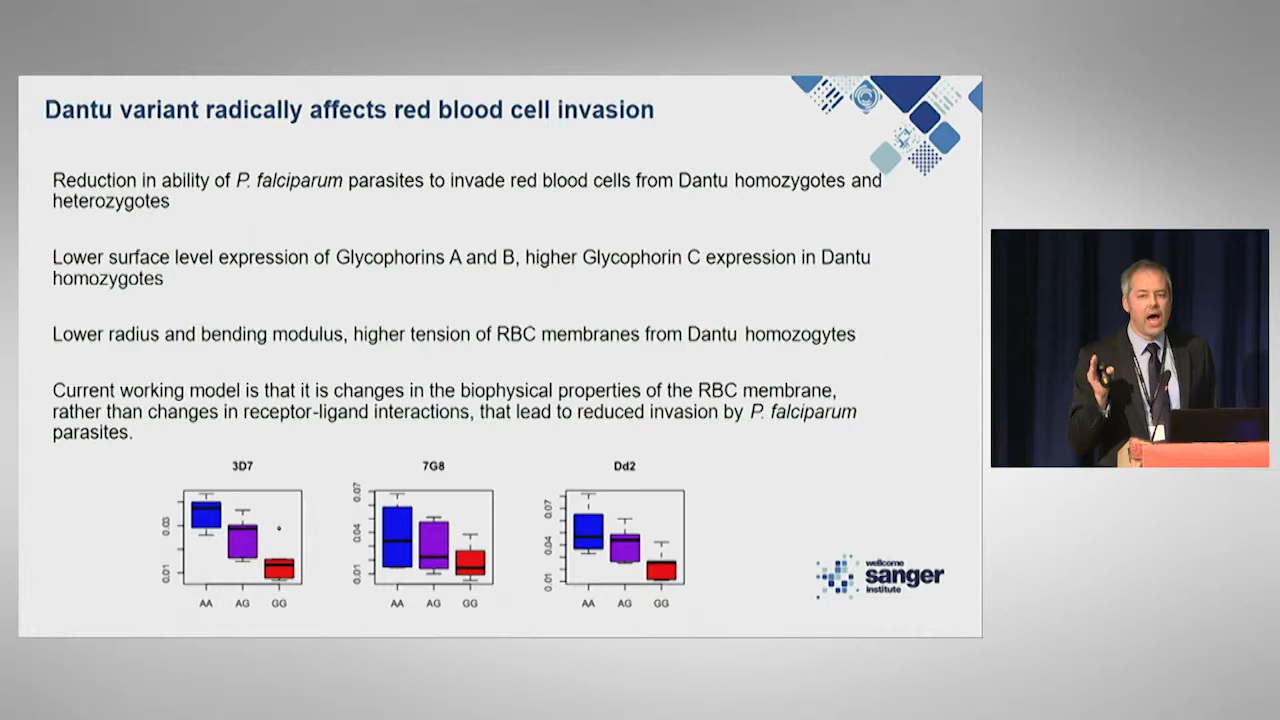 Dantu variant radically affects red blood cell invasion
Reduction in ability of P. falciparum parasites to invade red blood cells from Dantu homozygotes and
heterozygotes
Lower surface level expression of Glycophorins A and B, higher Glycophorin C expression in Dantu
homozygotes
Lower radius and bending modulus, higher tension of RBC membranes from Dantu homozogytes
Current working model is that it is changes in the biophysical properties of the RBC membrane,
rather than changes in receptor-ligand interactions, that lead to reduced invasion by P. falciparum
parasites.
3D7
0.03
0.01
AA AG GG
7G8
0.07
0.04
0.01
AA AG GG
Dd2
0.07
0.04
0.01
AA AG GG
wellcome
sanger
institute